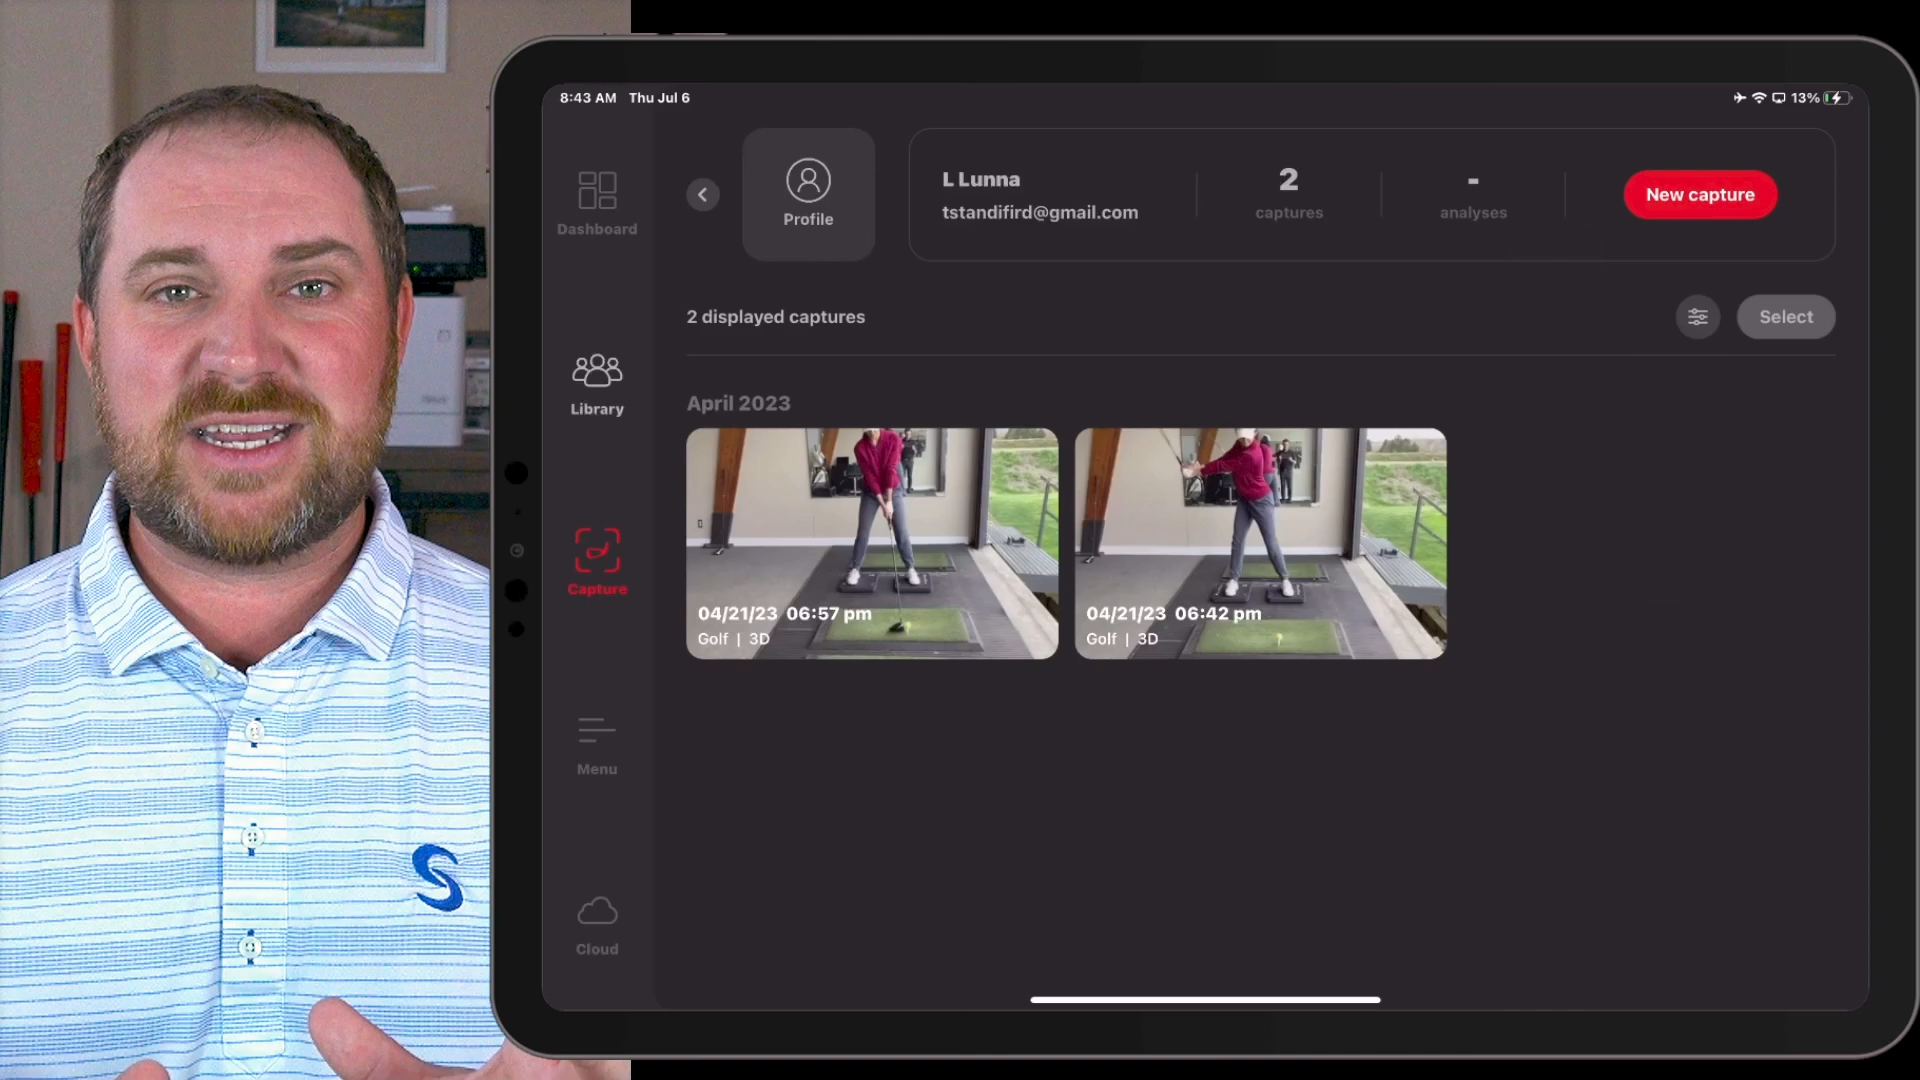 8:43 AM Thu Jul 6
13%
Dashboard
Library
Capture
Menu
Cloud
Profile
L Lunna
tstandifird@gmail.com
2
captures
-
analyses
New capture
2 displayed captures
Select
April 2023
04/21/23 06:57 pm
Golf | 3D
04/21/23 06:42 pm
Golf | 3D
S